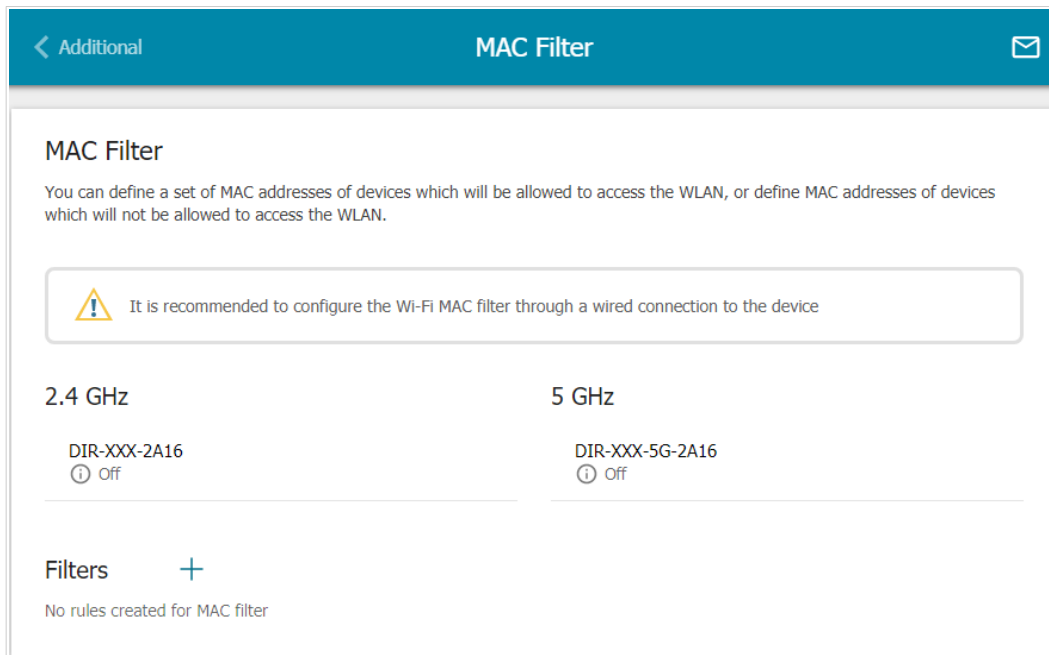 Additional
MAC Filter
MAC Filter
You can define a set of MAC addresses of devices which will be allowed to access the WLAN, or define MAC addresses of devices
which will not be allowed to access the WLAN.
It is recommended to configure the Wi-Fi MAC filter through a wired connection to the device
2.4 GHz
5 GHz
DIR-XXX-2A16
DIR-XXX-5G-2A16
Off
Off
Filters
No rules created for MAC filter